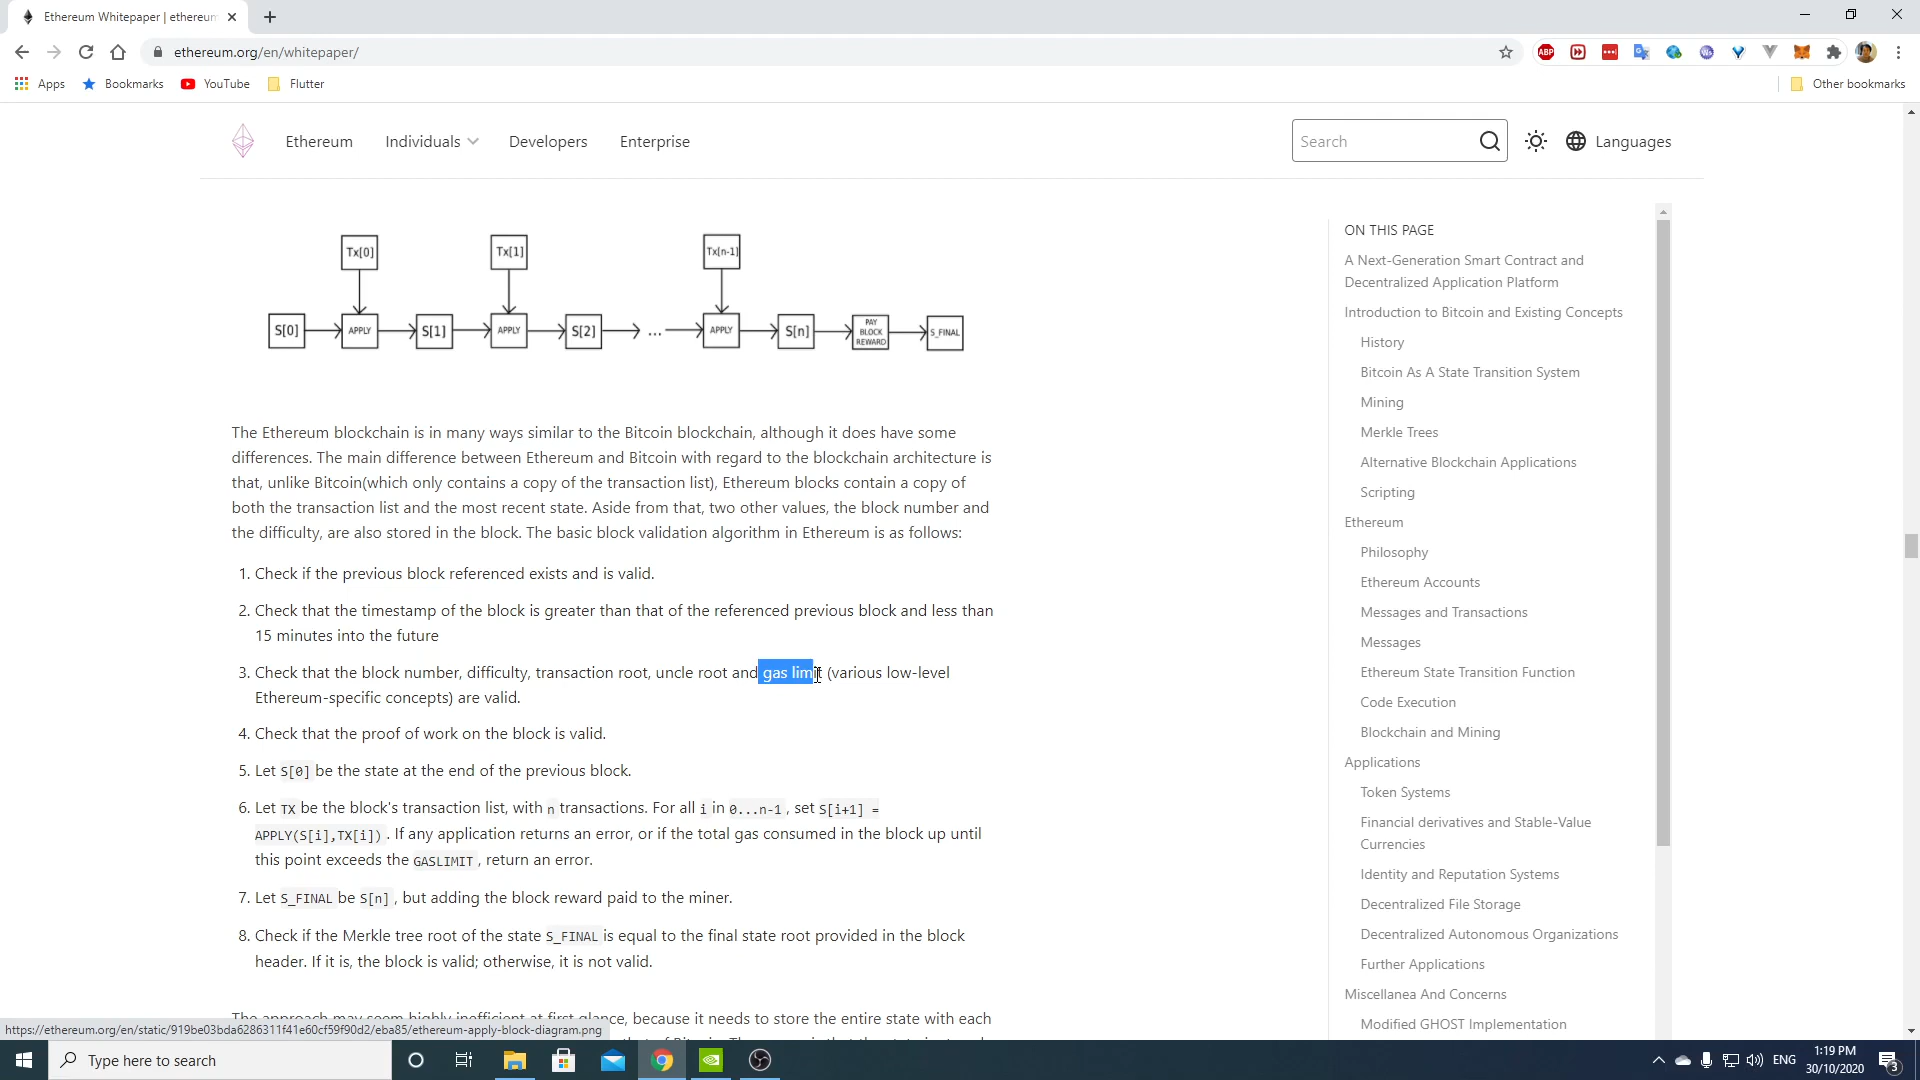 Ethereum Whitepaper | ethereum
ethereum.org/en/whitepaper/
ABP
Apps Bookmarks YouTube Flutter Other bookmarks
Ethereum Individuals Developers Enterprise Search Languages
Tx[0] Tx[1] Tx[n-1]
S[0] APPLY S[1] APPLY S[2] ... APPLY S[n] PAY BLOCK REWARD S_FINAL
The Ethereum blockchain is in many ways similar to the Bitcoin blockchain, although it does have some
differences. The main difference between Ethereum and Bitcoin with regard to the blockchain architecture is
that, unlike Bitcoin(which only contains a copy of the transaction list), Ethereum blocks contain a copy of
both the transaction list and the most recent state. Aside from that, two other values, the block number and
the difficulty, are also stored in the block. The basic block validation algorithm in Ethereum is as follows:
1. Check if the previous block referenced exists and is valid.
2. Check that the timestamp of the block is greater than that of the referenced previous block and less than
15 minutes into the future
3. Check that the block number, difficulty, transaction root, uncle root and gas limit (various low-level
Ethereum-specific concepts) are valid.
4. Check that the proof of work on the block is valid.
5. Let S[0] be the state at the end of the previous block.
6. Let TX be the block's transaction list, with n transactions. For all i in 0...n-1, set S[i+1] =
APPLY(S[i],TX[i]). If any application returns an error, or if the total gas consumed in the block up until
this point exceeds the GASLIMIT, return an error.
7. Let S_FINAL be S[n], but adding the block reward paid to the miner.
8. Check if the Merkle tree root of the state S_FINAL is equal to the final state root provided in the block
header. If it is, the block is valid; otherwise, it is not valid.
The approach may seem highly inefficient at first glance, because it needs to store the entire state with each
https://ethereum.org/en/static/919be03bda6286311f41e60cf59f90d2/eba85/ethereum-apply-block-diagram.png
ON THIS PAGE
A Next-Generation Smart Contract and
Decentralized Application Platform
Introduction to Bitcoin and Existing Concepts
History
Bitcoin As A State Transition System
Mining
Merkle Trees
Alternative Blockchain Applications
Scripting
Ethereum
Philosophy
Ethereum Accounts
Messages and Transactions
Messages
Ethereum State Transition Function
Code Execution
Blockchain and Mining
Applications
Token Systems
Financial derivatives and Stable-Value
Currencies
Identity and Reputation Systems
Decentralized File Storage
Decentralized Autonomous Organizations
Further Applications
Miscellanea And Concerns
Modified GHOST Implementation
Type here to search
ENG
1:19 PM
30/10/2020
3